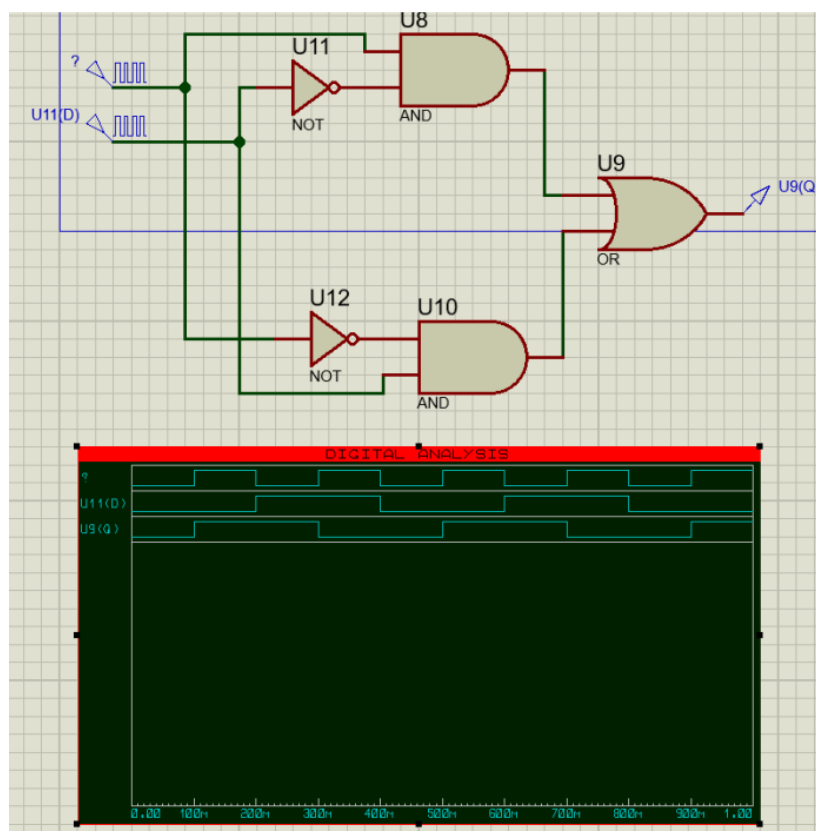 U8
U11
?
NOT
AND
U11(D)
U9
U9(Q
OR
U12
U10
NOT
AND
DIGITAL ANALYSIS
?
U11(D)
U9(Q)
0.00 100m 200m 300m 400m 500m 600m 700m 800m 900m 1.00